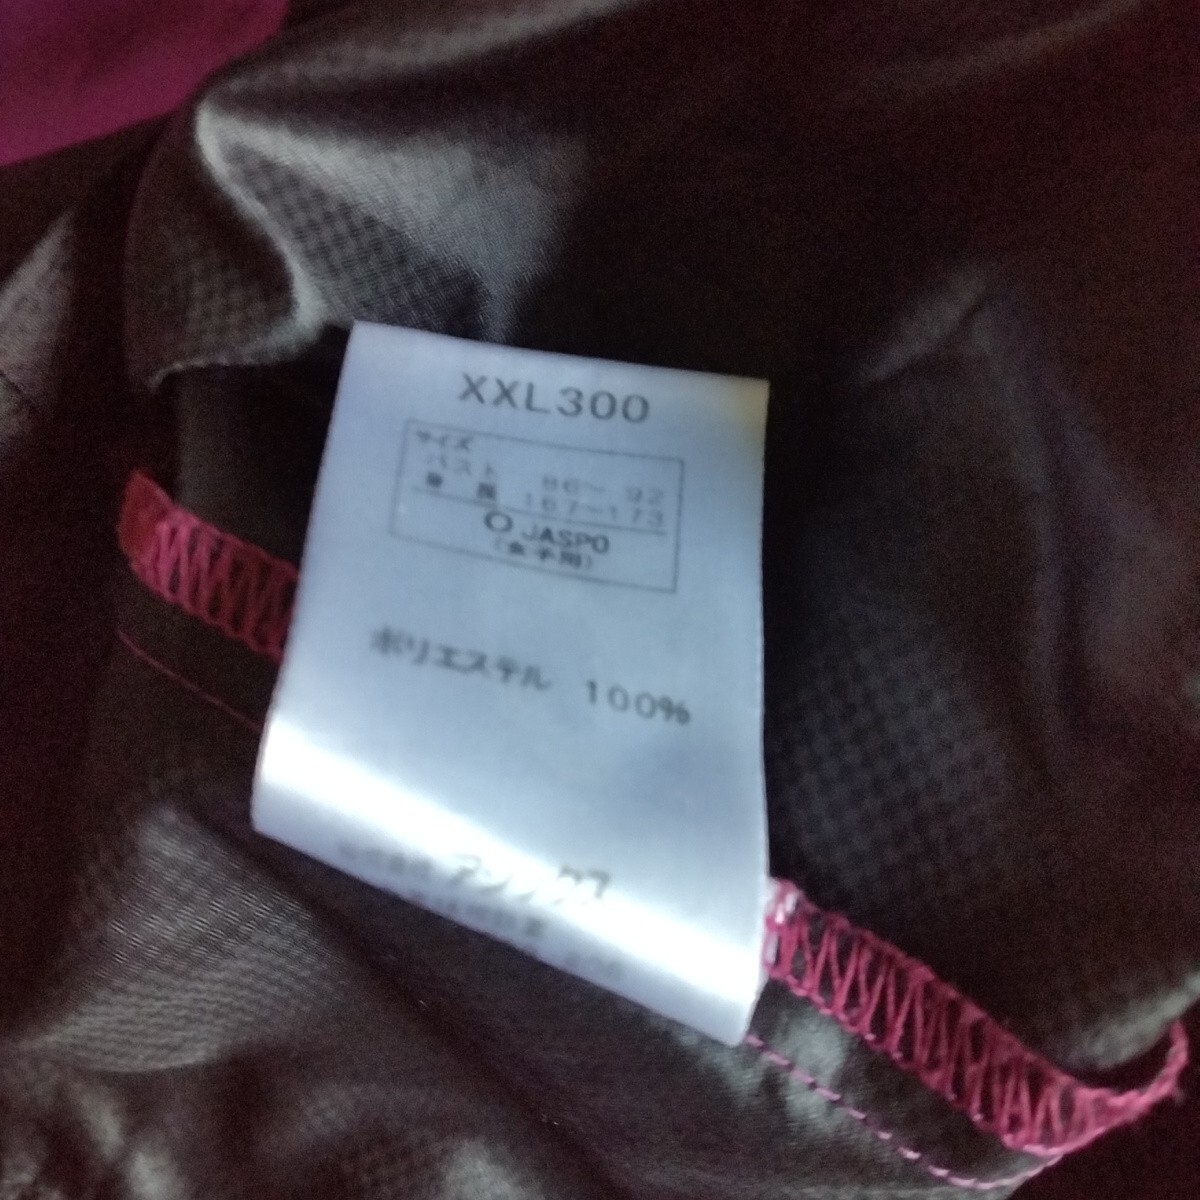 XXL300
サイズ
バスト 86〜 92
身 長 167〜173
O JASPO
(女子用)
ポリエステル 100%